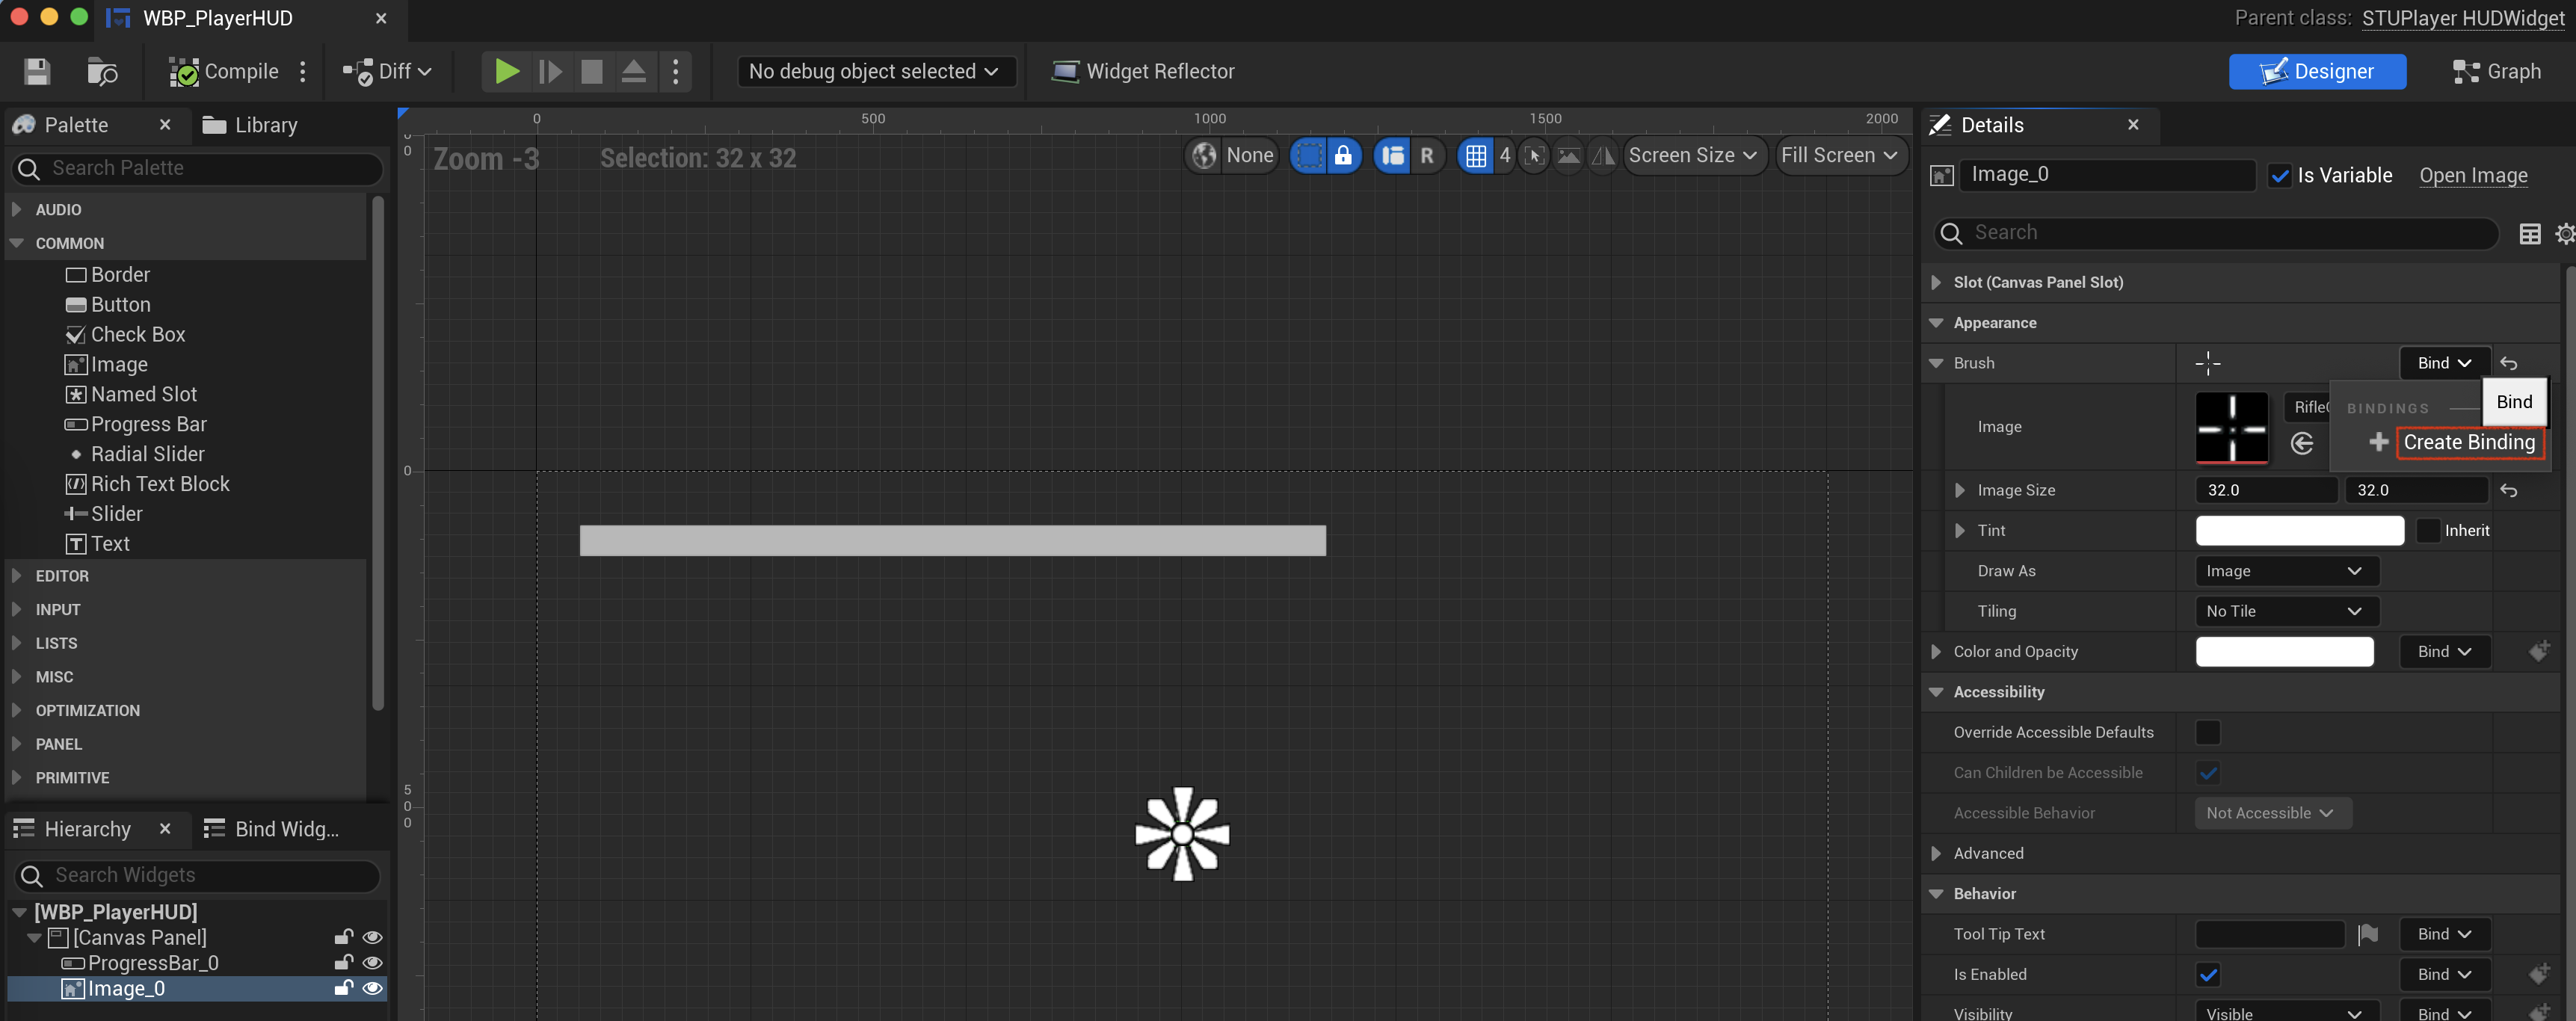 WBP_PlayerHUD
Parent class: STUPlayer HUDWidget
Compile
Diff
No debug object selected
Widget Reflector
Designer
Graph
Palette
Library
Search Palette
AUDIO
COMMON
Border
Button
Check Box
Image
Named Slot
Progress Bar
Radial Slider
Rich Text Block
Slider
Text
EDITOR
INPUT
LISTS
MISC
OPTIMIZATION
PANEL
PRIMITIVE
Hierarchy
Bind Widg...
Search Widgets
[WBP_PlayerHUD]
[Canvas Panel]
ProgressBar_0
Image_0
0 500 1000 1500 2000
0
0
0
500
Zoom -3
Selection: 32 x 32
None
R
4
Screen Size
Fill Screen
Details
Image_0
Is Variable
Open Image
Search
Slot (Canvas Panel Slot)
Appearance
Brush
Bind
Image
BINDINGS
Bind
Create Binding
Image Size 32.0 32.0
Tint Inherit
Draw As Image
Tiling No Tile
Color and Opacity Bind
Accessibility
Override Accessible Defaults
Can Children be Accessible
Accessible Behavior Not Accessible
Advanced
Behavior
Tool Tip Text Bind
Is Enabled Bind
Visibility Visible Bind